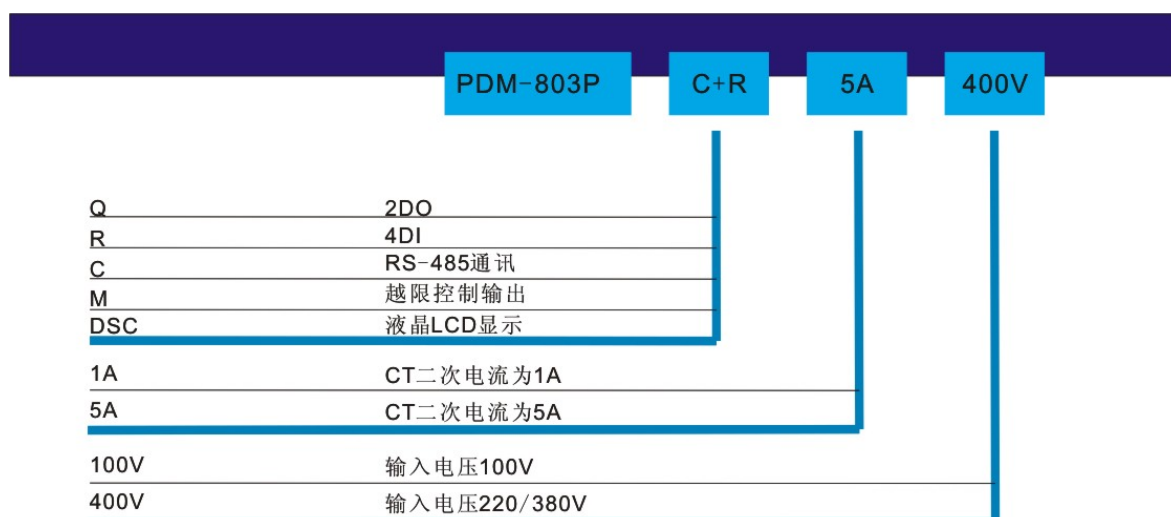 PDM-803P C+R 5A 400V
Q 2DO
R 4DI
C RS-485通讯
M 越限控制输出
DSC 液晶LCD显示
1A CT二次电流为1A
5A CT二次电流为5A
100V 输入电压100V
400V 输入电压220/380V